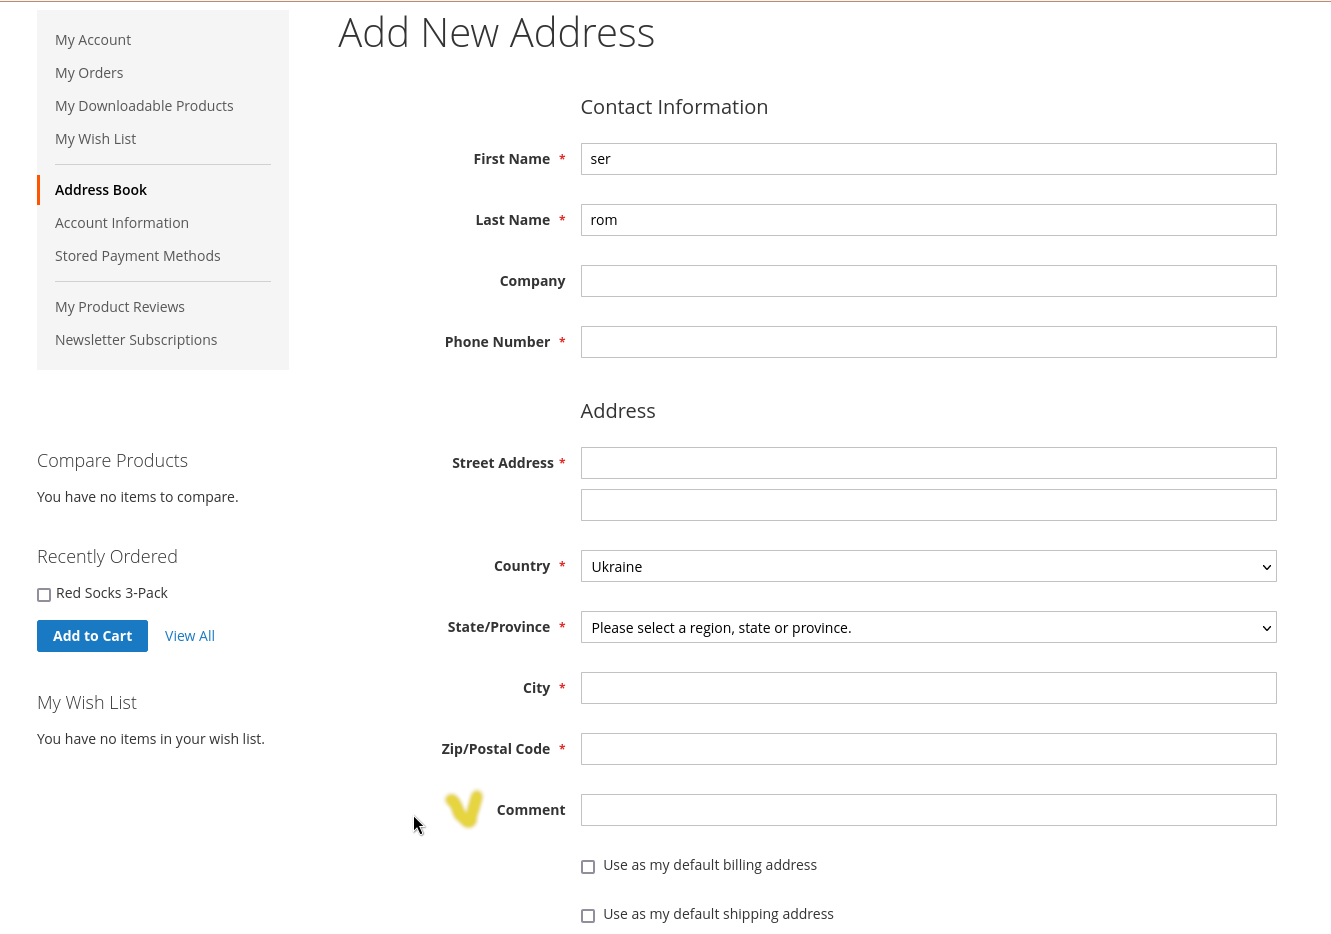 My Account
My Orders
My Downloadable Products
My Wish List
Address Book
Account Information
Stored Payment Methods
My Product Reviews
Newsletter Subscriptions
Compare Products
You have no items to compare.
Recently Ordered
Red Socks 3-Pack
Add to Cart View All
My Wish List
You have no items in your wish list.
Add New Address
Contact Information
First Name * ser
Last Name * rom
Company
Phone Number *
Address
Street Address *
Country * Ukraine
State/Province * Please select a region, state or province.
City *
Zip/Postal Code *
Comment
Use as my default billing address
Use as my default shipping address